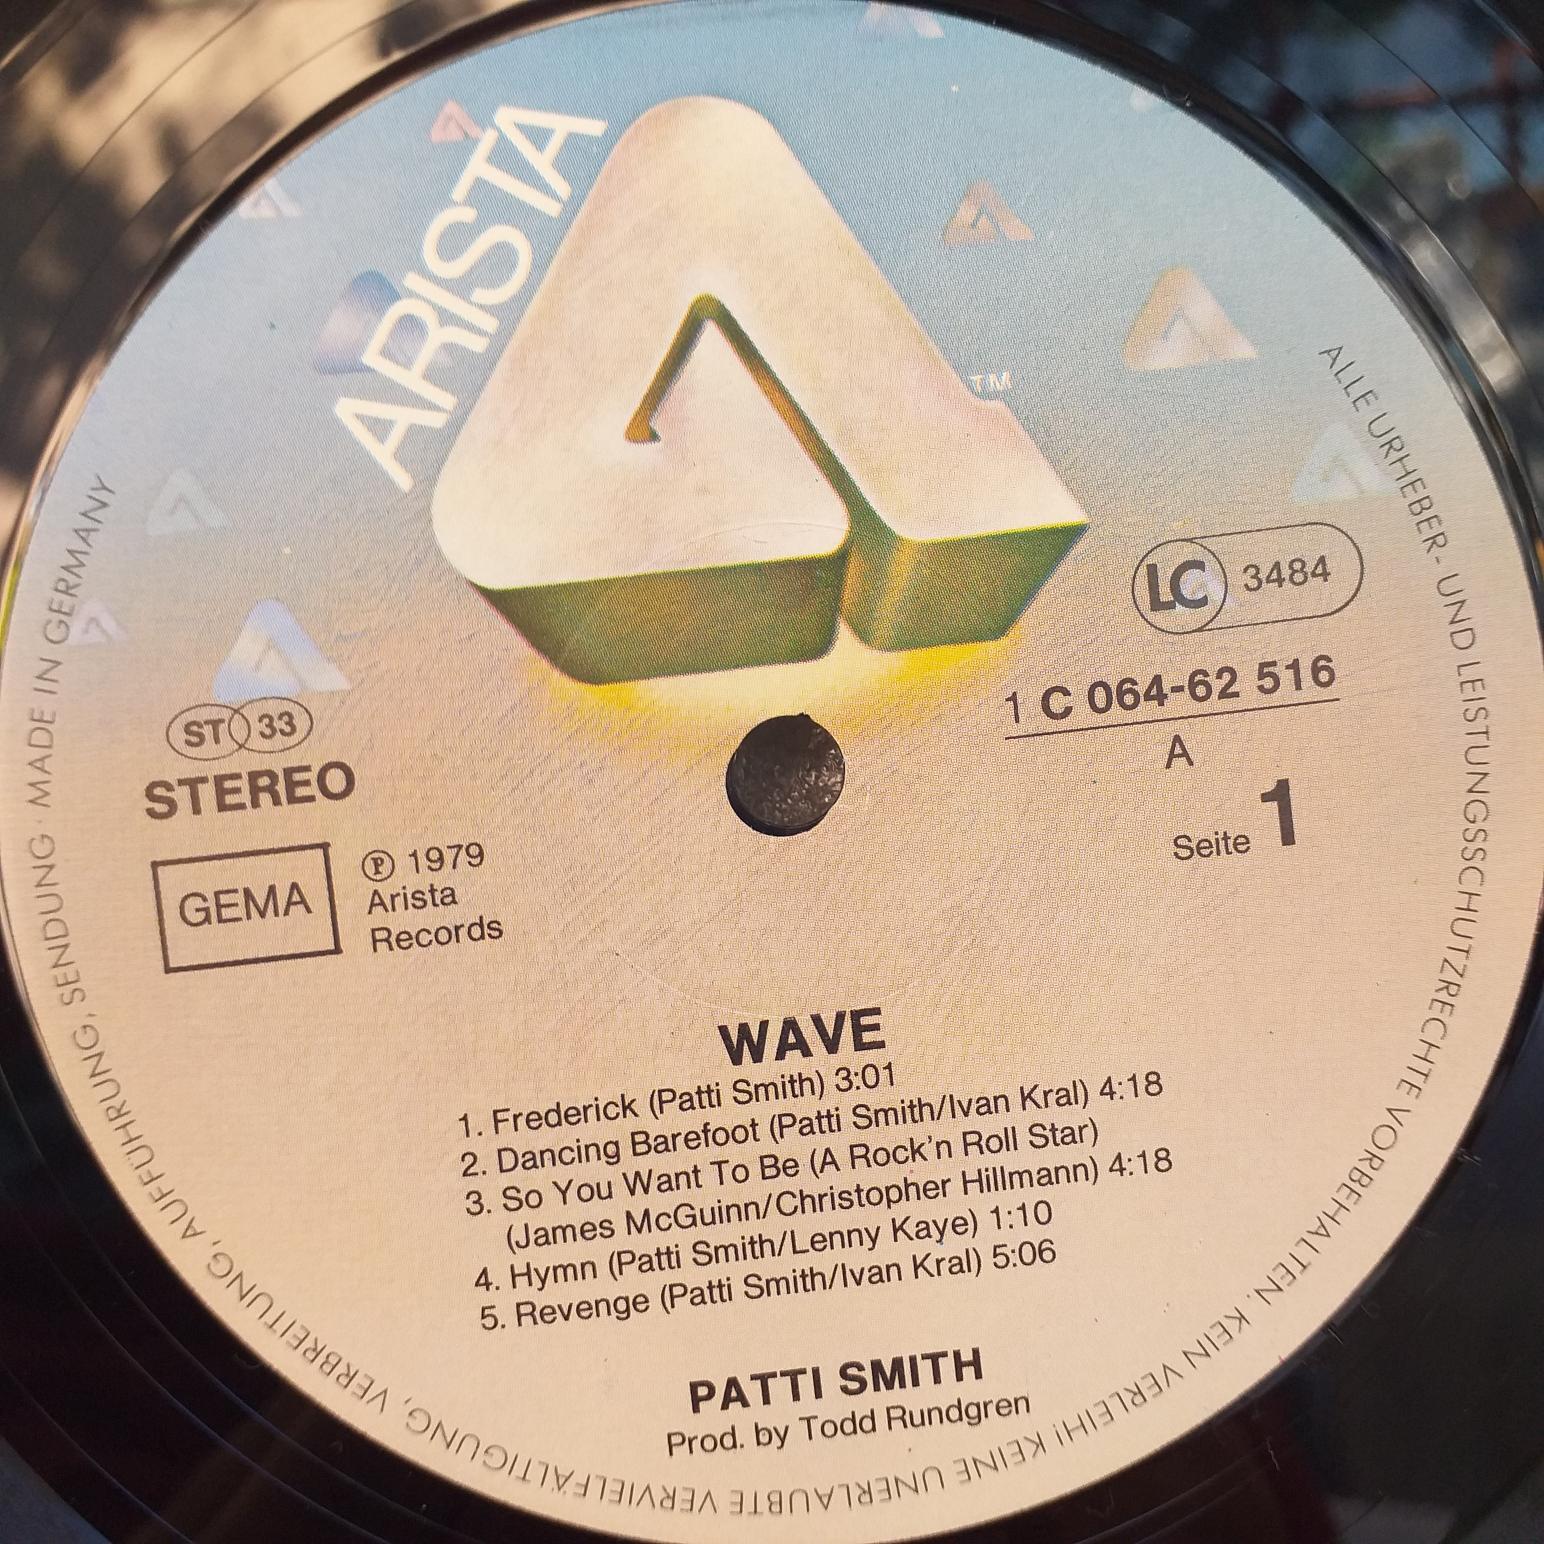 ARISTA
TM
LC 3484
1 C 064-62 516
A
Seite 1
ST 33
STEREO
GEMA
Ⓟ 1979
Arista
Records
WAVE
1. Frederick (Patti Smith) 3:01
2. Dancing Barefoot (Patti Smith/Ivan Kral) 4:18
3. So You Want To Be (A Rock'n Roll Star)
(James McGuinn/Christopher Hillmann) 4:18
4. Hymn (Patti Smith/Lenny Kaye) 1:10
5. Revenge (Patti Smith/Ivan Kral) 5:06
PATTI SMITH
Prod. by Todd Rundgren
ALLE URHEBER- UND LEISTUNGSSCHUTZRECHTE VORBEHALTEN. KEIN VERLEIH! KEINE UNERLAUBTE VERVIELFÄLTIGUNG, VERBREITUNG, AUFFÜHRUNG, SENDUNG · MADE IN GERMANY